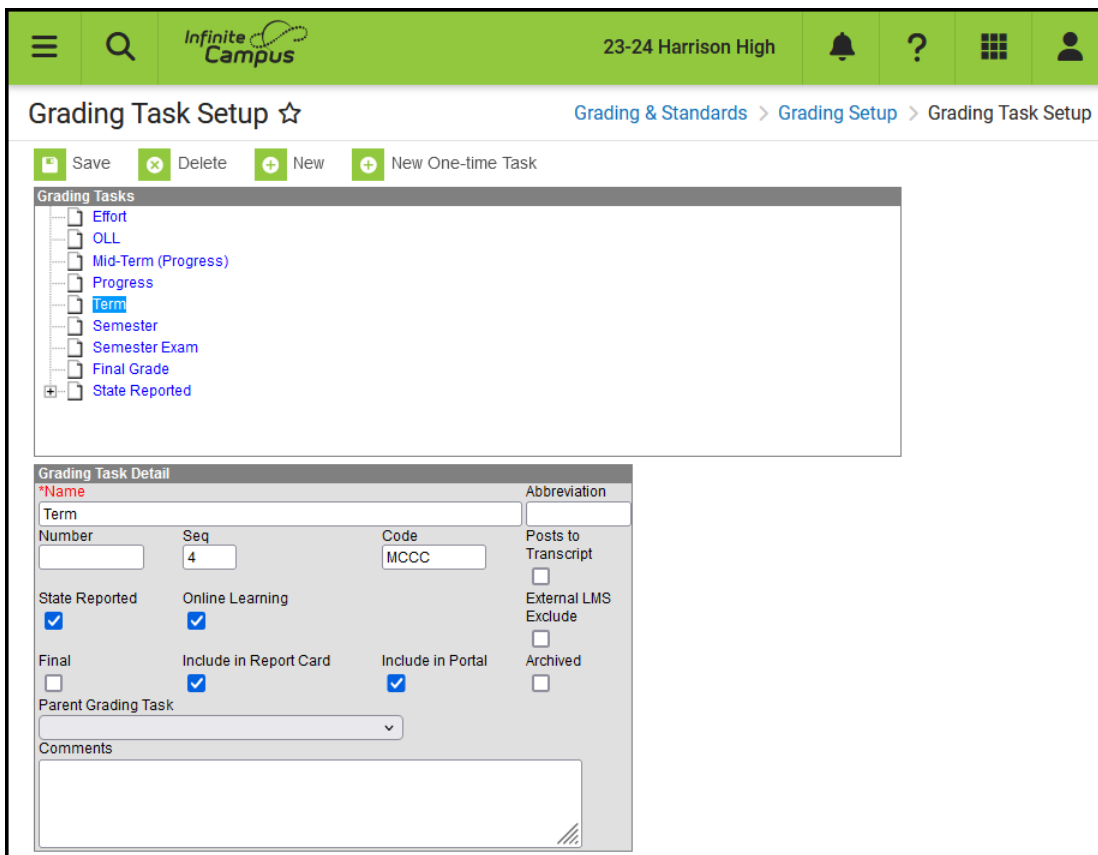 Infinite Campus 23-24 Harrison High ?
Grading Task Setup Grading & Standards > Grading Setup > Grading Task Setup
Save Delete New New One-time Task
Grading Tasks
Effort
OLL
Mid-Term (Progress)
Progress
Term
Semester
Semester Exam
Final Grade
State Reported
Grading Task Detail
*Name Abbreviation
Term
Number Seq Code Posts to Transcript
4 MCCC
State Reported Online Learning External LMS Exclude
Final Include in Report Card Include in Portal Archived
Parent Grading Task
Comments